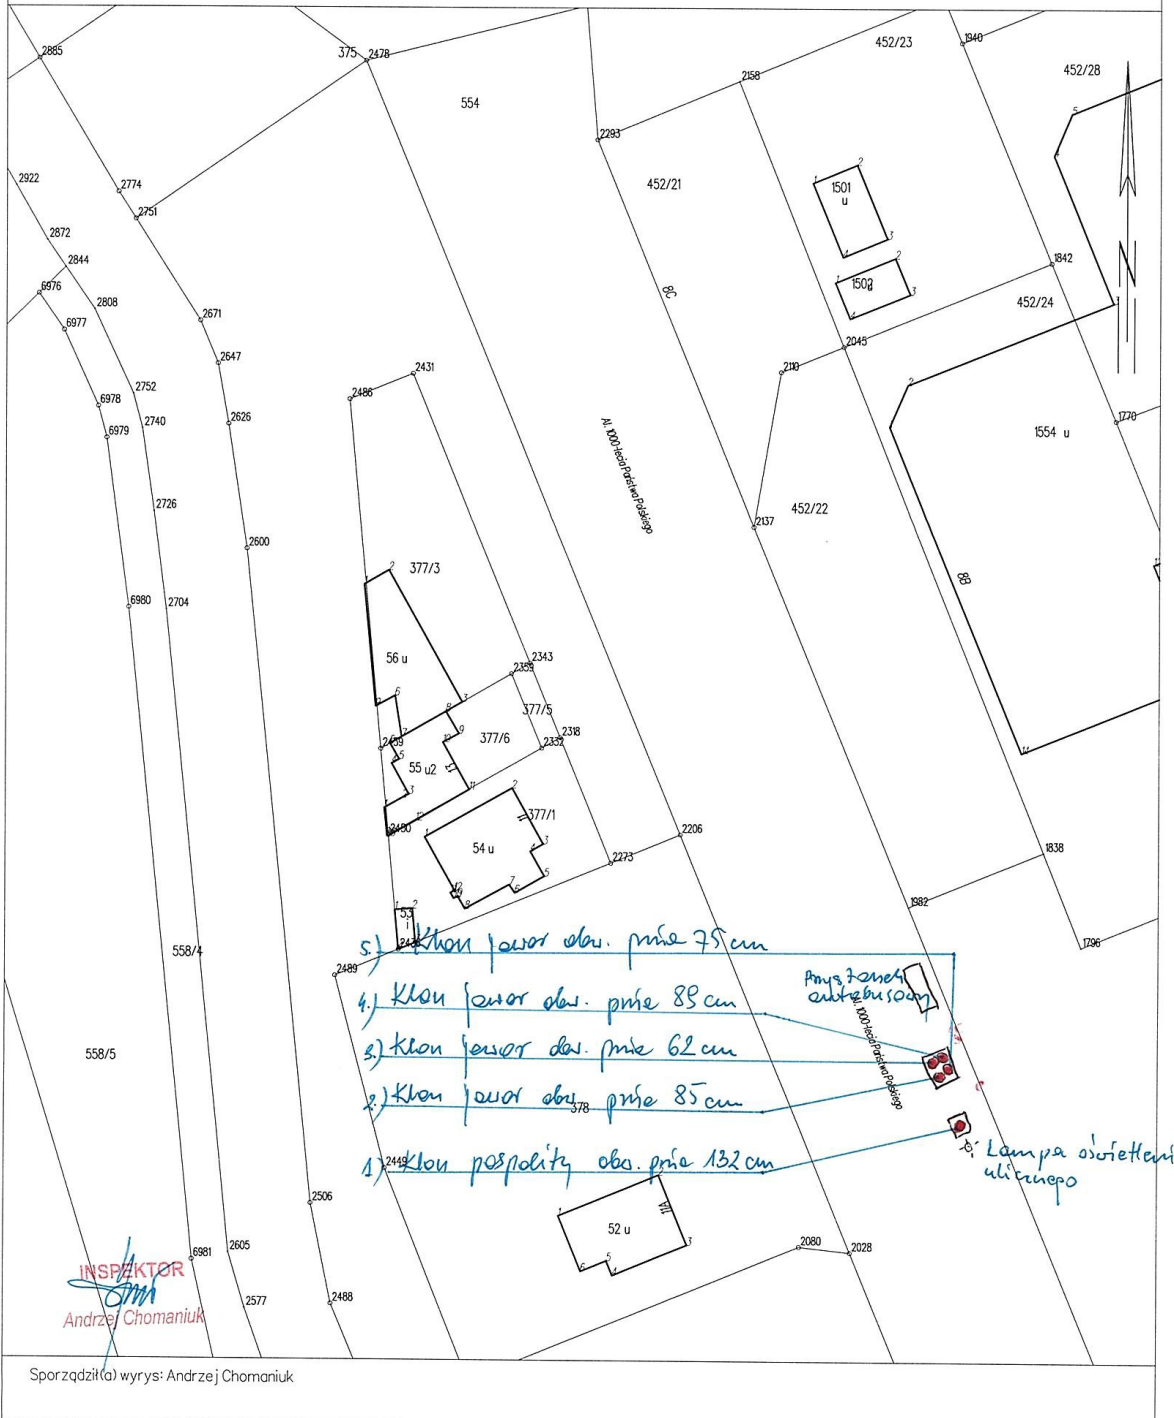 2885
375 2478
554
452/23
1940
452/28
2158
2293
452/21
2922
2774
2751
2872
2844
6976
2808
6977
2671
2647
1501
u
1502
1842
452/24
2045
2110
2431
2486
2752
6978
2740
6979
2626
1770
1554 u
8C
Al. 1000-lecia Państwa Polskiego
2726
2600
2137
452/22
8B
377/3
6980
2704
56 u
2343
2359
377/5
2318
2332
377/6
2459
55 u2
2480
377/1
54 u
2206
2273
1838
1982
1796
53
i
5.) Klon jawor obw. pnia 75 cm
2489
558/4
Przystanek
autobusowy
4.) Klon jawor obw. pnia 89 cm
Al. 1000-lecia Państwa Polskiego
558/5
3.) Klon jawor obw. pnia 62 cm
2.) Klon jawor obw. pnia 85 cm
378
1.) Klon pospolity obw. pnia 132 cm
2449
Lampa oświetleni
ulicznego
2506
11A
52 u
2080
2028
6981
2605
2577
2488
INSPEKTOR
Andrzej Chomaniuk
Sporządził(a) wyrys: Andrzej Chomaniuk